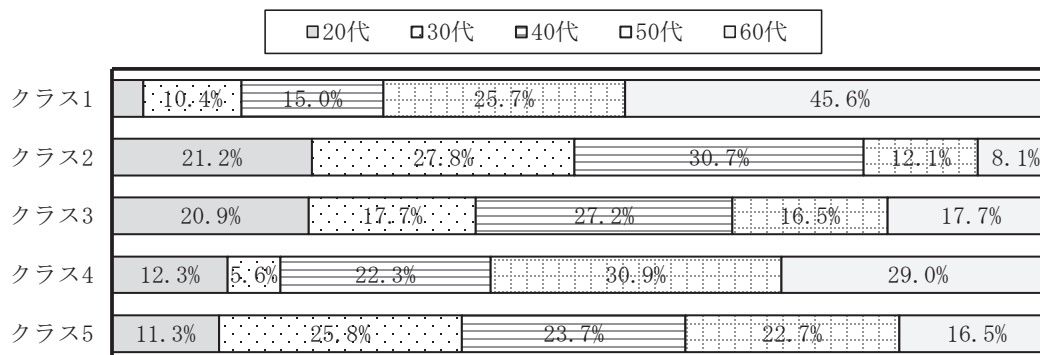 20代 30代 40代 50代 60代
クラス1 10.4% 15.0% 25.7% 45.6%
クラス2 21.2% 27.8% 30.7% 12.1% 8.1%
クラス3 20.9% 17.7% 27.2% 16.5% 17.7%
クラス4 12.3% 5.6% 22.3% 30.9% 29.0%
クラス5 11.3% 25.8% 23.7% 22.7% 16.5%